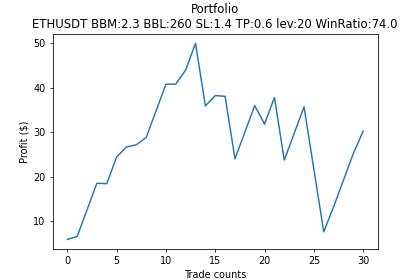 Portfolio
ETHUSDT BBM:2.3 BBL:260 SL:1.4 TP:0.6 lev:20 WinRatio:74.0
50
40
30
20
10
Profit ($)
0 5 10 15 20 25 30
Trade counts